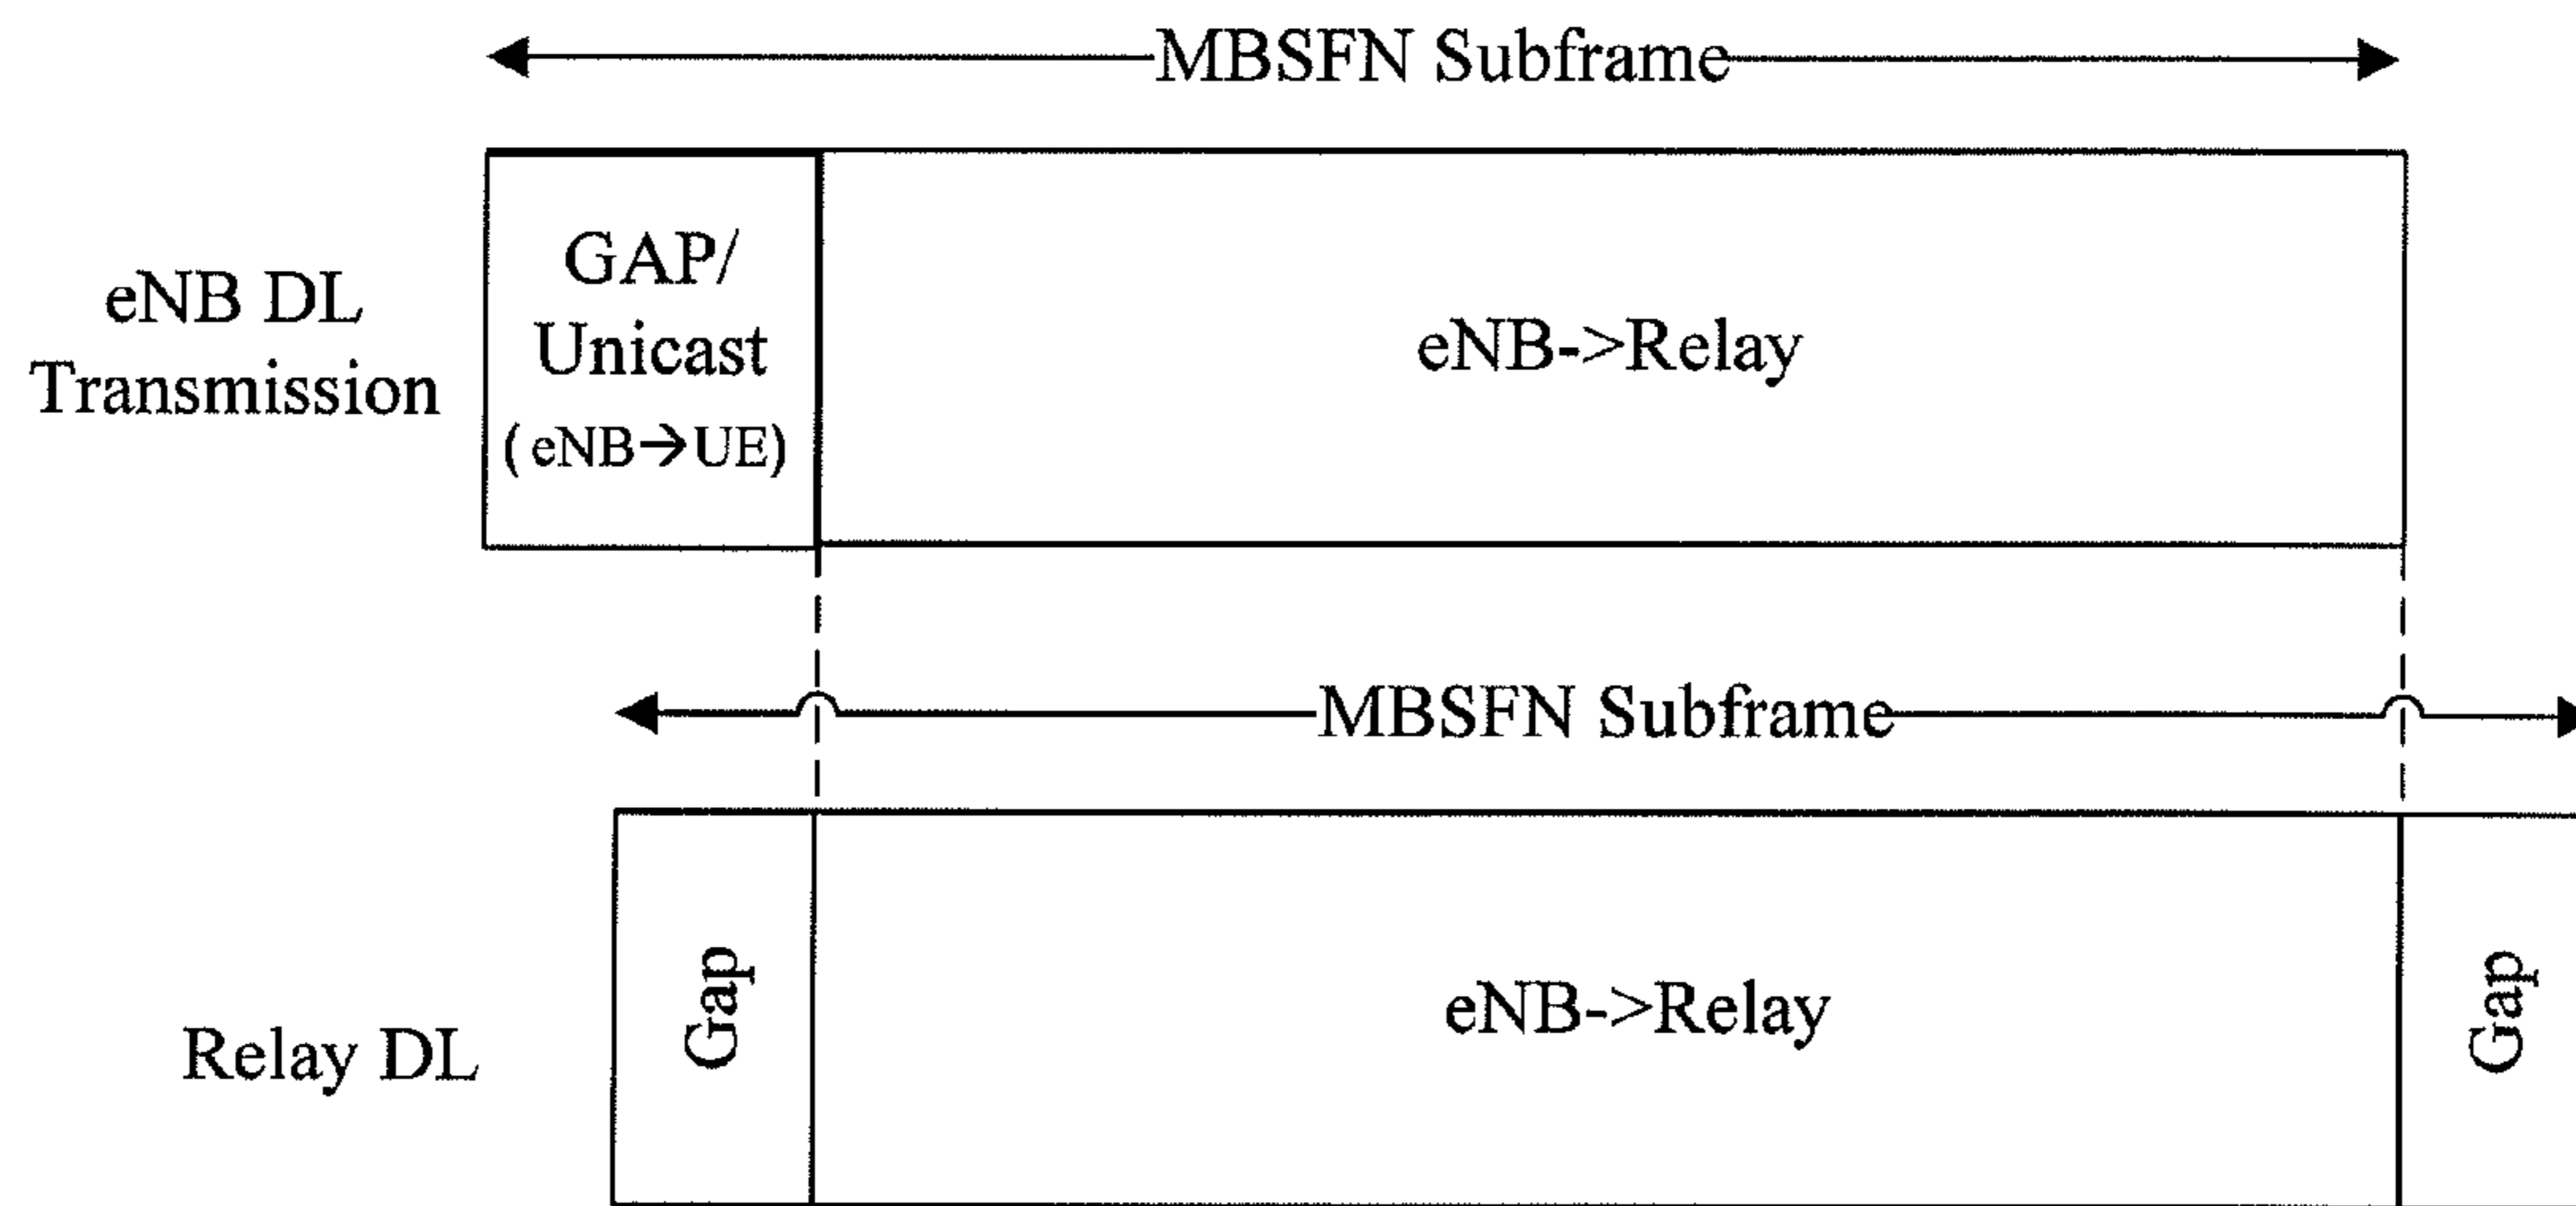 MBSFN Subframe
eNB DL
Transmission
GAP/
Unicast
( eNB→UE)
eNB->Relay
MBSFN Subframe
Relay DL
Gap
eNB->Relay
Gap